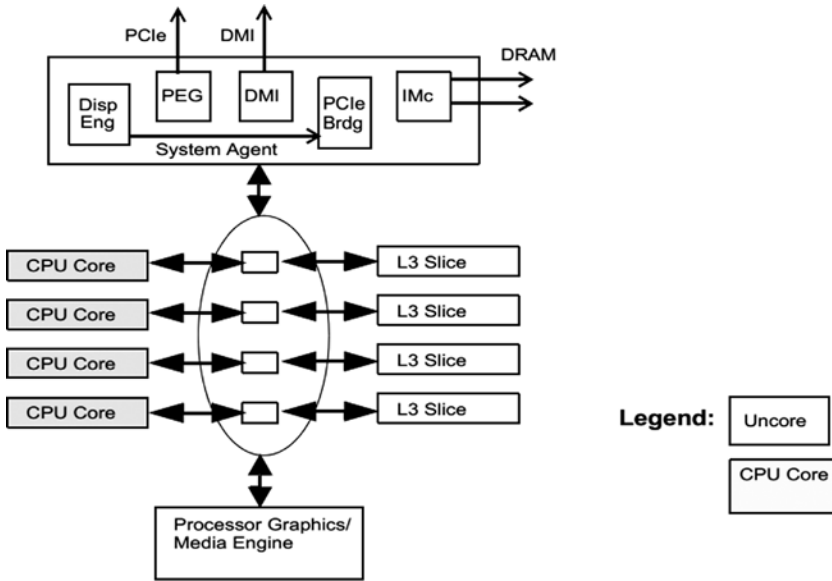 PCIe
DMI
DRAM
Disp
Eng
PEG
DMI
PCIe
Brdg
IMc
System Agent
CPU Core
L3 Slice
CPU Core
L3 Slice
CPU Core
L3 Slice
CPU Core
L3 Slice
Legend:
Uncore
CPU Core
Processor Graphics/
Media Engine